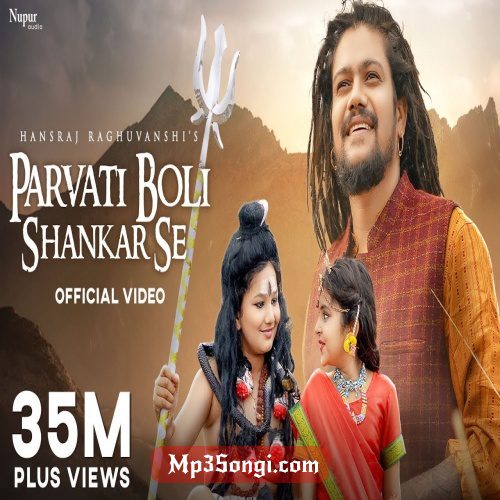 Nupur
audio
HANSRAJ RAGHUVANSHI'S
PARVATI BOLI
SHANKAR SE
OFFICIAL VIDEO
35M
PLUS VIEWS
Mp3Songi.com